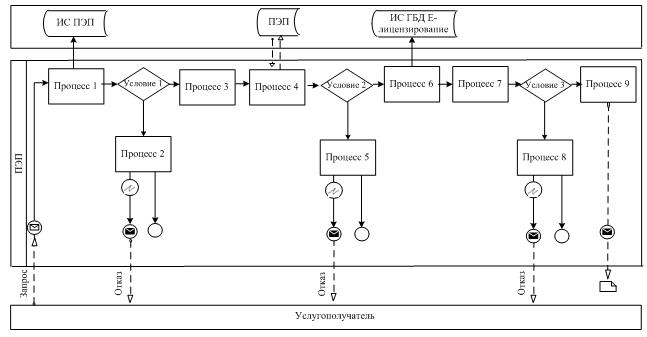 ИС ПЭП
ПЭП
ИС ГБД Е-
лицензирование
Процесс 1
Условие 1
Процесс 3
Процесс 4
Условие 2
Процесс 6
Процесс 7
Условие 3
Процесс 9
Процесс 2
Процесс 5
Процесс 8
ПЭП
Запрос
Отказ
Отказ
Отказ
Услугополучатель